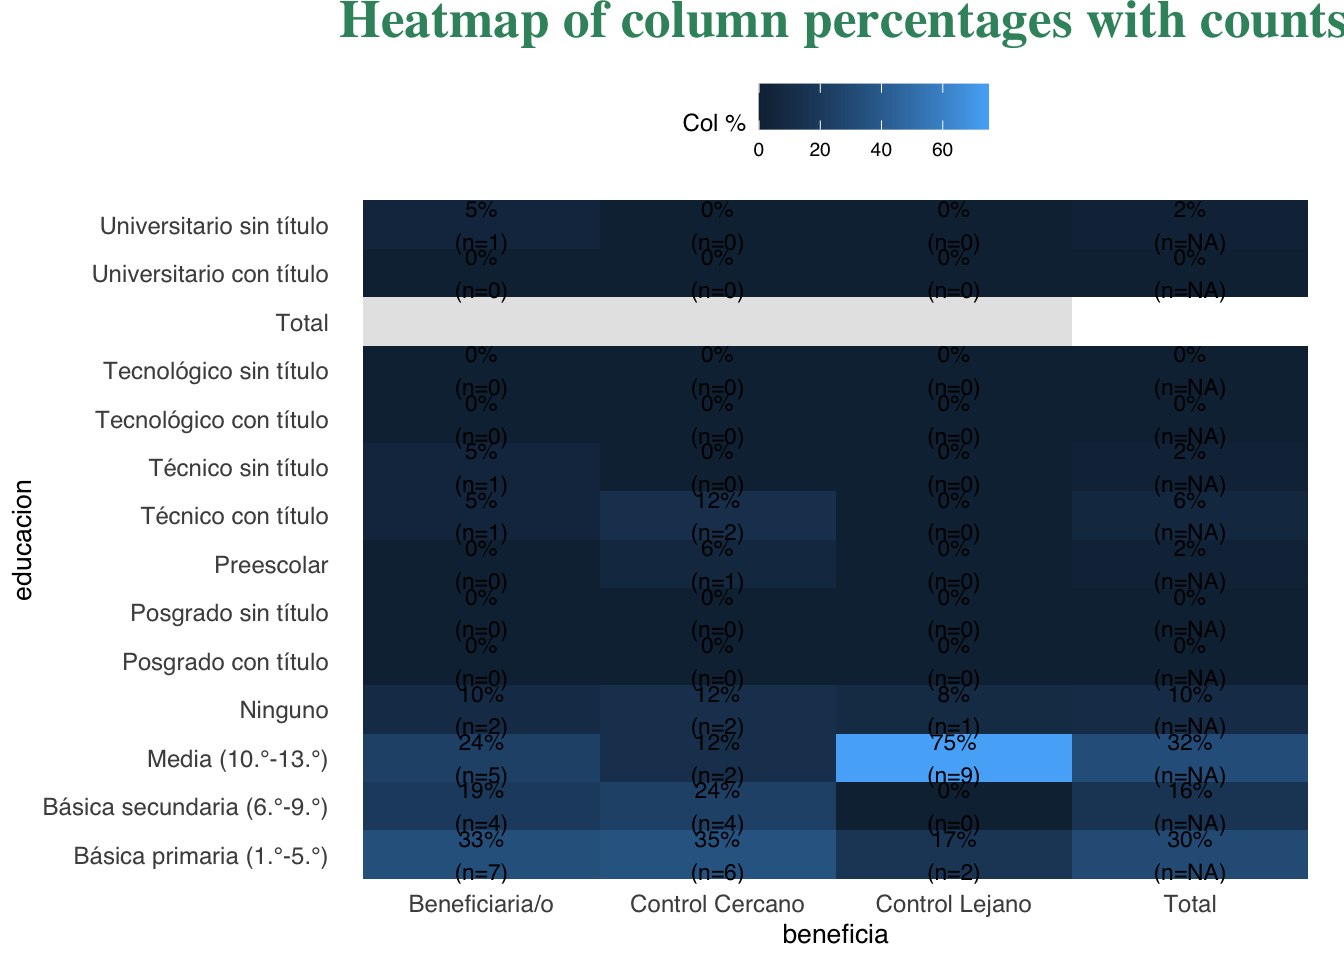 Heatmap of column percentages with counts
Col %
0 20 40 60
Universitario sin título
5% 0% 0% 2%
(n=1) (n=0) (n=0) (n=NA)
Universitario con título
0% 0% 0% 0%
(n=0) (n=0) (n=0) (n=NA)
Total
Tecnológico sin título
0% 0% 0% 0%
(n=0) (n=0) (n=0) (n=NA)
Tecnológico con título
0% 0% 0% 0%
(n=0) (n=0) (n=0) (n=NA)
Técnico sin título
5% 0% 0% 2%
(n=1) (n=0) (n=0) (n=NA)
Técnico con título
5% 12% 0% 6%
(n=1) (n=2) (n=0) (n=NA)
Preescolar
0% 6% 0% 2%
(n=0) (n=1) (n=0) (n=NA)
Posgrado sin título
0% 0% 0% 0%
(n=0) (n=0) (n=0) (n=NA)
Posgrado con título
0% 0% 0% 0%
(n=0) (n=0) (n=0) (n=NA)
Ninguno
10% 12% 8% 10%
(n=2) (n=2) (n=1) (n=NA)
Media (10.°-13.°)
24% 12% 75% 32%
(n=5) (n=2) (n=9) (n=NA)
Básica secundaria (6.°-9.°)
19% 24% 0% 16%
(n=4) (n=4) (n=0) (n=NA)
Básica primaria (1.°-5.°)
33% 35% 17% 30%
(n=7) (n=6) (n=2) (n=NA)
educacion
Beneficiaria/o Control Cercano Control Lejano Total
beneficia